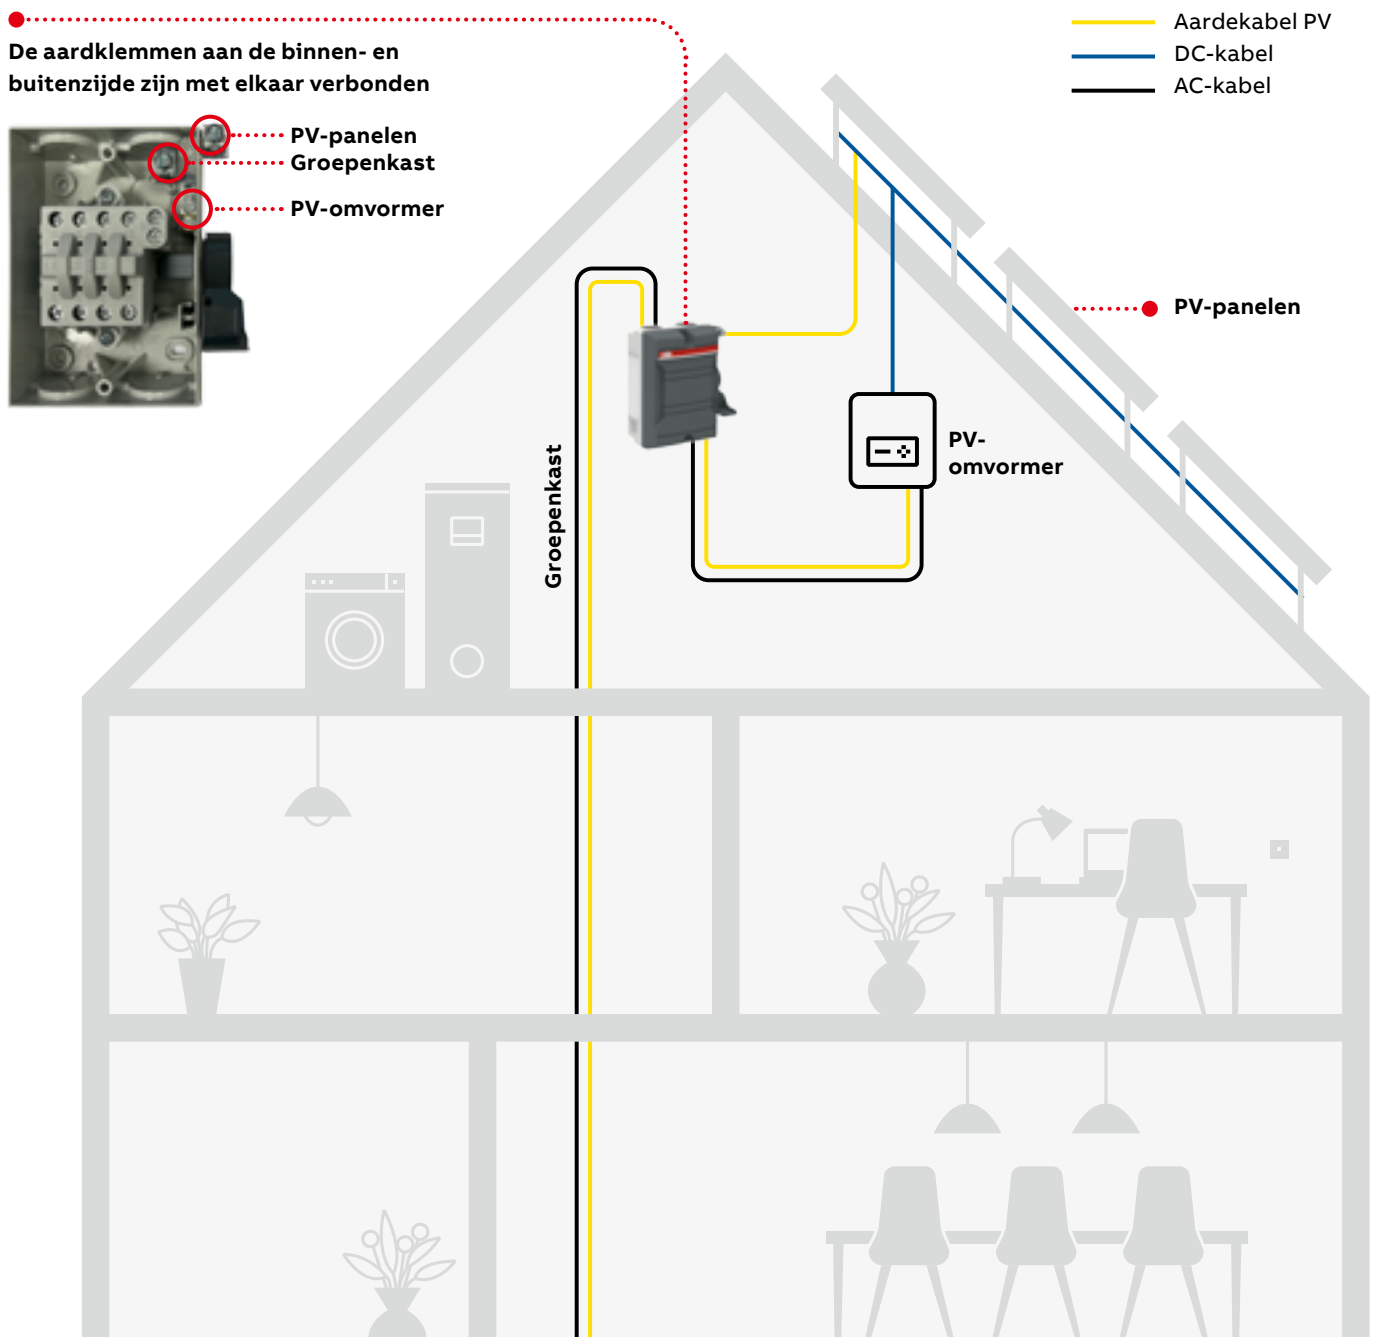 De aardklemmen aan de binnen- en
buitenzijde zijn met elkaar verbonden
PV-panelen
Groepenkast
PV-omvormer
Aardekabel PV
DC-kabel
AC-kabel
PV-panelen
PV-
omvormer
Groepenkast